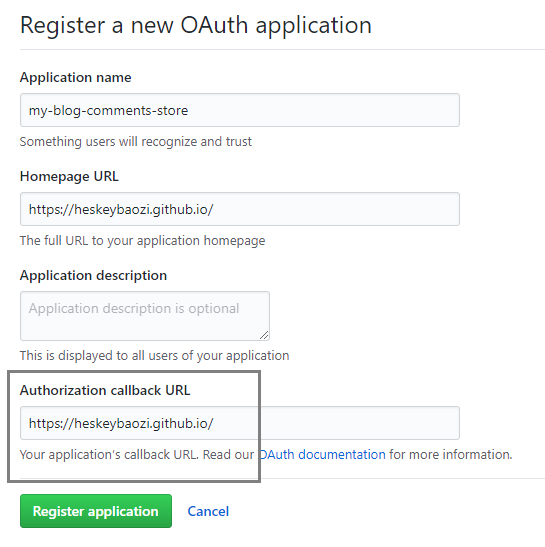 Register a new OAuth application
Application name
my-blog-comments-store
Something users will recognize and trust
Homepage URL
https://heskeybaozi.github.io/
The full URL to your application homepage
Application description
Application description is optional
This is displayed to all users of your application
Authorization callback URL
https://heskeybaozi.github.io/
Your application's callback URL. Read our OAuth documentation for more information.
Register application Cancel